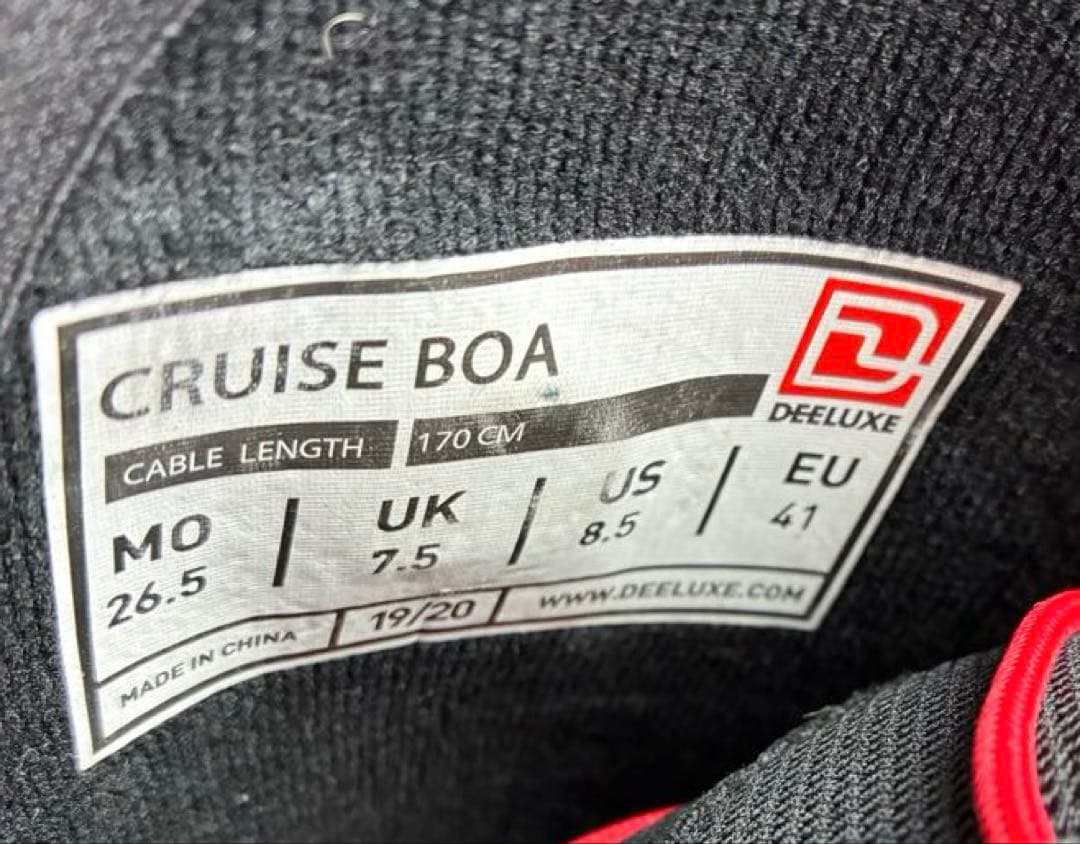 CRUISE BOA
DEELUXE
CABLE LENGTH 170 CM
MO / UK / US / EU
26.5 7.5 8.5 41
MADE IN CHINA / 19/20 / WWW.DEELUXE.COM